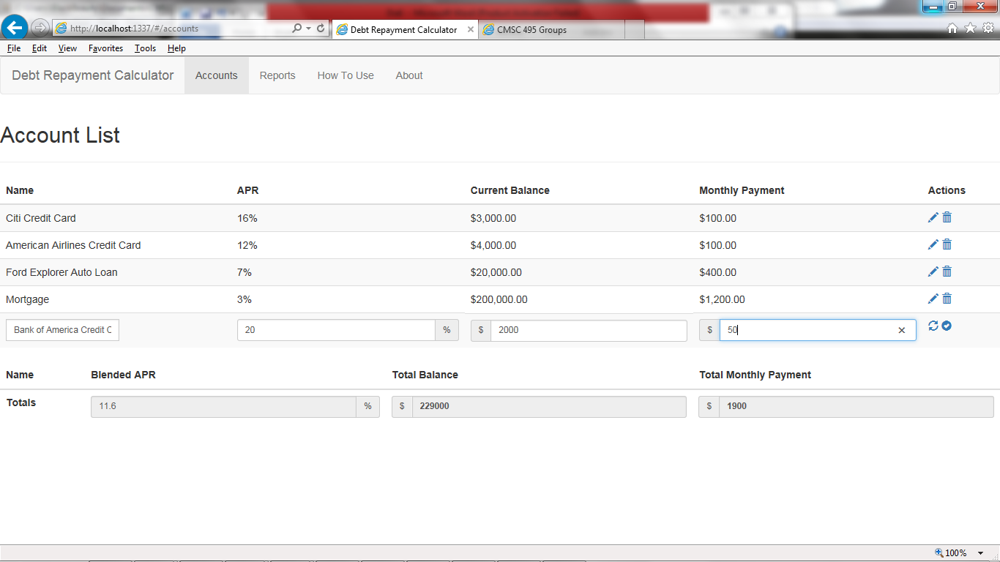 http://localhost:1337/#/accounts
Debt Repayment Calculator
CMSC 495 Groups
File Edit View Favorites Tools Help
Debt Repayment Calculator Accounts Reports How To Use About
Account List
Name APR Current Balance Monthly Payment Actions
Citi Credit Card 16% $3,000.00 $100.00
American Airlines Credit Card 12% $4,000.00 $100.00
Ford Explorer Auto Loan 7% $20,000.00 $400.00
Mortgage 3% $200,000.00 $1,200.00
Bank of America Credit C 20 % $ 2000 $ 50
Name Blended APR Total Balance Total Monthly Payment
Totals 11.6 % $ 229000 $ 1900
100%